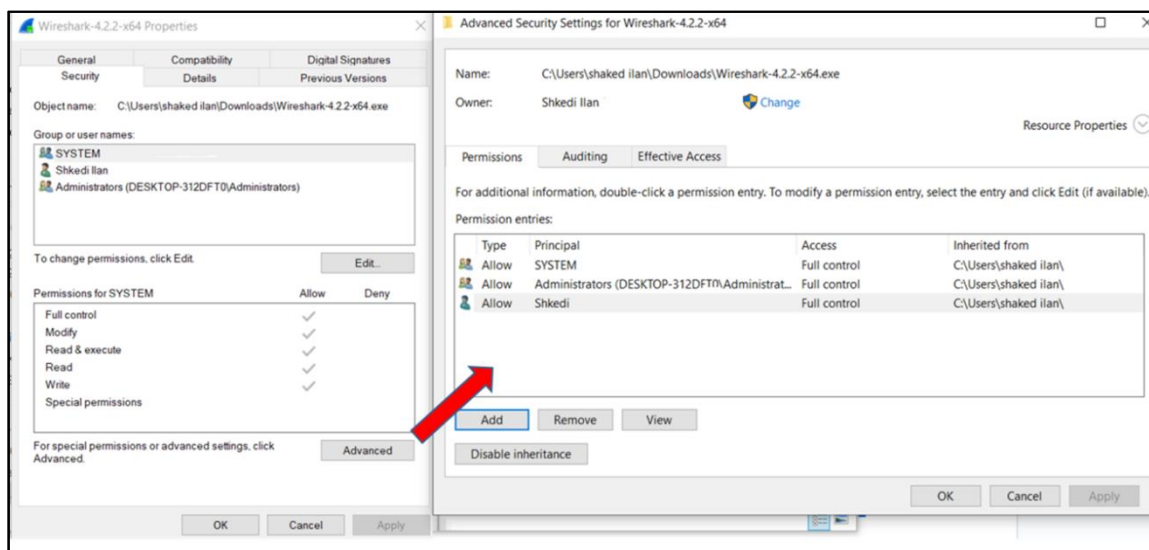 Wireshark-4.2.2-x64 Properties
General Compatibility Digital Signatures
Security Details Previous Versions
Object name: C:\Users\shaked ilan\Downloads\Wireshark-4.2.2-x64.exe
Group or user names:
SYSTEM
Shkedi Ilan
Administrators (DESKTOP-312DFT0\Administrators)
To change permissions, click Edit.
Edit...
Permissions for SYSTEM Allow Deny
Full control
Modify
Read & execute
Read
Write
Special permissions
For special permissions or advanced settings, click
Advanced.
Advanced
OK Cancel Apply
Advanced Security Settings for Wireshark-4.2.2-x64
Name: C:\Users\shaked ilan\Downloads\Wireshark-4.2.2-x64.exe
Owner: Shkedi Ilan Change
Resource Properties
Permissions Auditing Effective Access
For additional information, double-click a permission entry. To modify a permission entry, select the entry and click Edit (if available).
Permission entries:
Type Principal Access Inherited from
Allow SYSTEM Full control C:\Users\shaked ilan\
Allow Administrators (DESKTOP-312DFT0\Administrat... Full control C:\Users\shaked ilan\
Allow Shkedi Full control C:\Users\shaked ilan\
Add Remove View
Disable inheritance
OK Cancel Apply